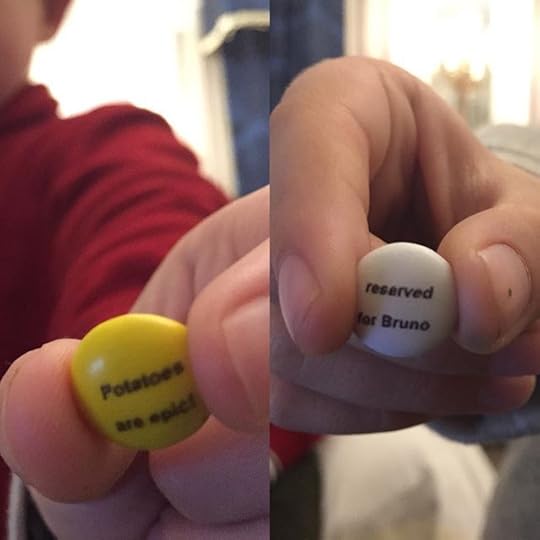 Potatoes
are epic!
reserved
for Bruno